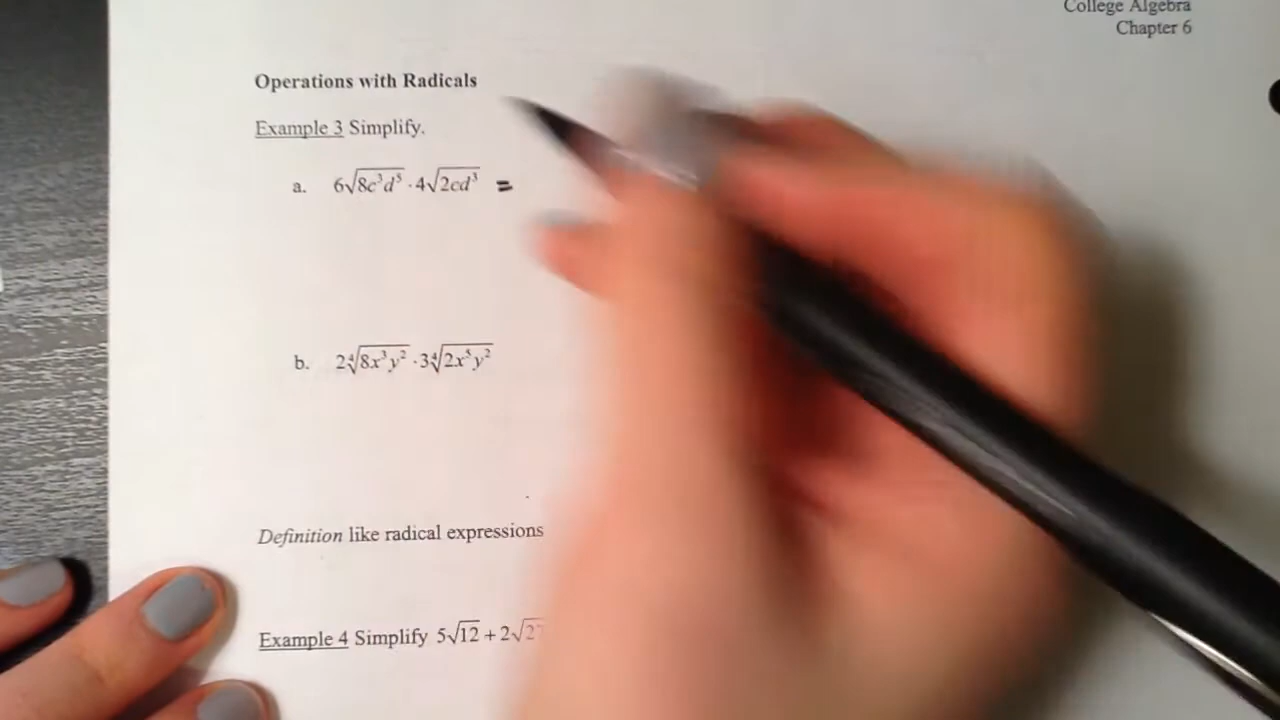 College Algebra
Chapter 6
Operations with Radicals
Example 3 Simplify.
a. 6√8c³d⁵ · 4√2cd³ =
b. 2∜8x³y² · 3∜2x⁵y²
Definition like radical expressions
Example 4 Simplify 5√12 + 2√